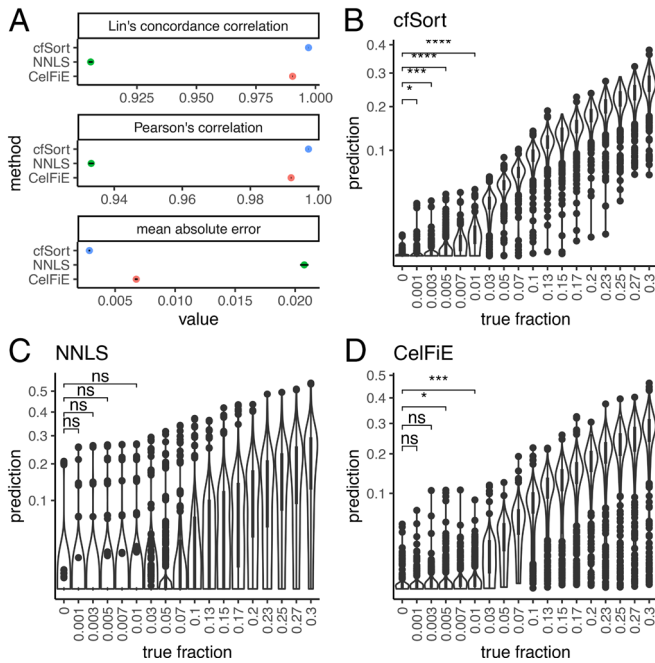 A
Lin's concordance correlation
cfSort
NNLS
CelFiE
0.925 0.950 0.975 1.000
Pearson's correlation
cfSort
NNLS
CelFiE
0.94 0.96 0.98 1.00
mean absolute error
cfSort
NNLS
CelFiE
0.005 0.010 0.015 0.020
method
value
B cfSort
****
****
***
*
0.4
0.3
0.2
0.1
prediction
0 0.001 0.003 0.005 0.007 0.01 0.03 0.05 0.07 0.1 0.13 0.15 0.17 0.2 0.23 0.25 0.27 0.3
true fraction
C NNLS
ns
ns
ns
ns
0.5
0.4
0.3
0.2
0.1
prediction
0 0.001 0.003 0.005 0.007 0.01 0.03 0.05 0.07 0.1 0.13 0.15 0.17 0.2 0.23 0.25 0.27 0.3
true fraction
D CelFiE
***
*
ns
ns
0.5
0.4
0.3
0.2
0.1
prediction
0 0.001 0.003 0.005 0.007 0.01 0.03 0.05 0.07 0.1 0.13 0.15 0.17 0.2 0.23 0.25 0.27 0.3
true fraction